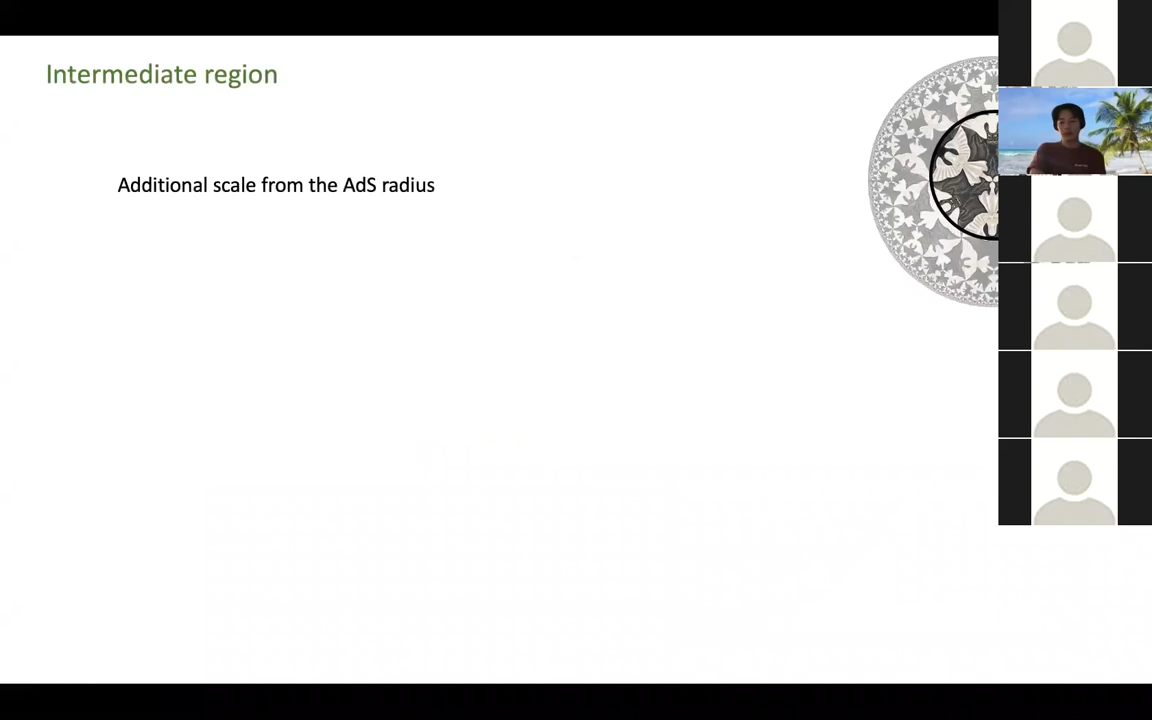 Intermediate region
Additional scale from the AdS radius